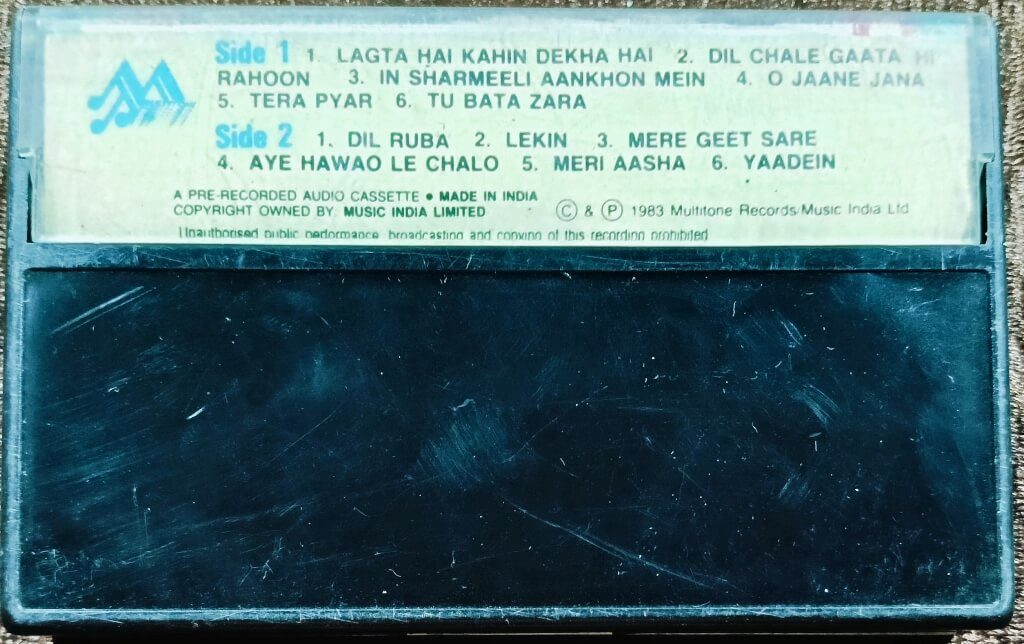 Side 1 1. LAGTA HAI KAHIN DEKHA HAI 2. DIL CHALE GAATA HI
RAHOON 3. IN SHARMEELI AANKHON MEIN 4. O JAANE JANA
5. TERA PYAR 6. TU BATA ZARA
Side 2 1. DIL RUBA 2. LEKIN 3. MERE GEET SARE
4. AYE HAWAO LE CHALO 5. MERI AASHA 6. YAADEIN
A PRE-RECORDED AUDIO CASSETTE • MADE IN INDIA
COPYRIGHT OWNED BY: MUSIC INDIA LIMITED © & ℗ 1983 Multitone Records/Music India Ltd
Unauthorised public performance broadcasting and copying of this recording prohibited